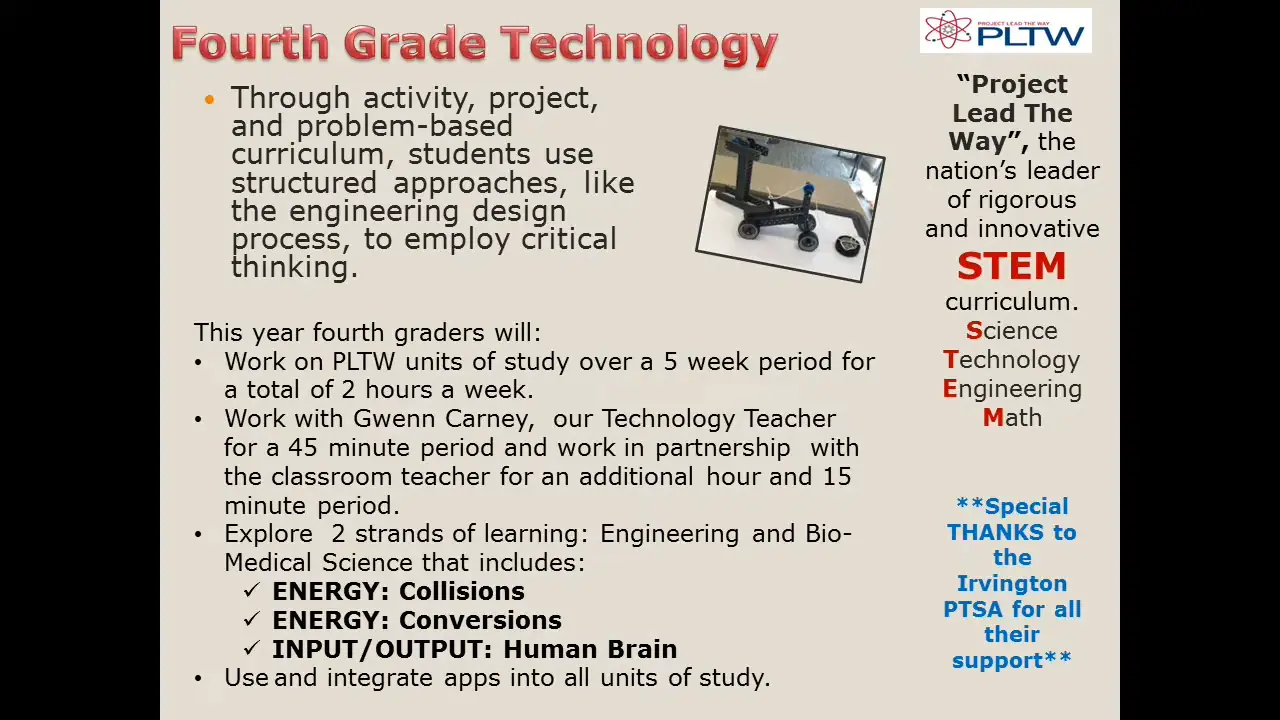 Fourth Grade Technology
• Through activity, project,
and problem-based
curriculum, students use
structured approaches, like
the engineering design
process, to employ critical
thinking.
This year fourth graders will:
• Work on PLTW units of study over a 5 week period for
a total of 2 hours a week.
• Work with Gwenn Carney, our Technology Teacher
for a 45 minute period and work in partnership with
the classroom teacher for an additional hour and 15
minute period.
• Explore 2 strands of learning: Engineering and Bio-
Medical Science that includes:
✓ ENERGY: Collisions
✓ ENERGY: Conversions
✓ INPUT/OUTPUT: Human Brain
• Use and integrate apps into all units of study.
PROJECT LEAD THE WAY
PLTW
“Project
Lead The
Way”, the
nation’s leader
of rigorous
and innovative
STEM
curriculum.
Science
Technology
Engineering
Math
**Special
THANKS to
the
Irvington
PTSA for all
their
support**